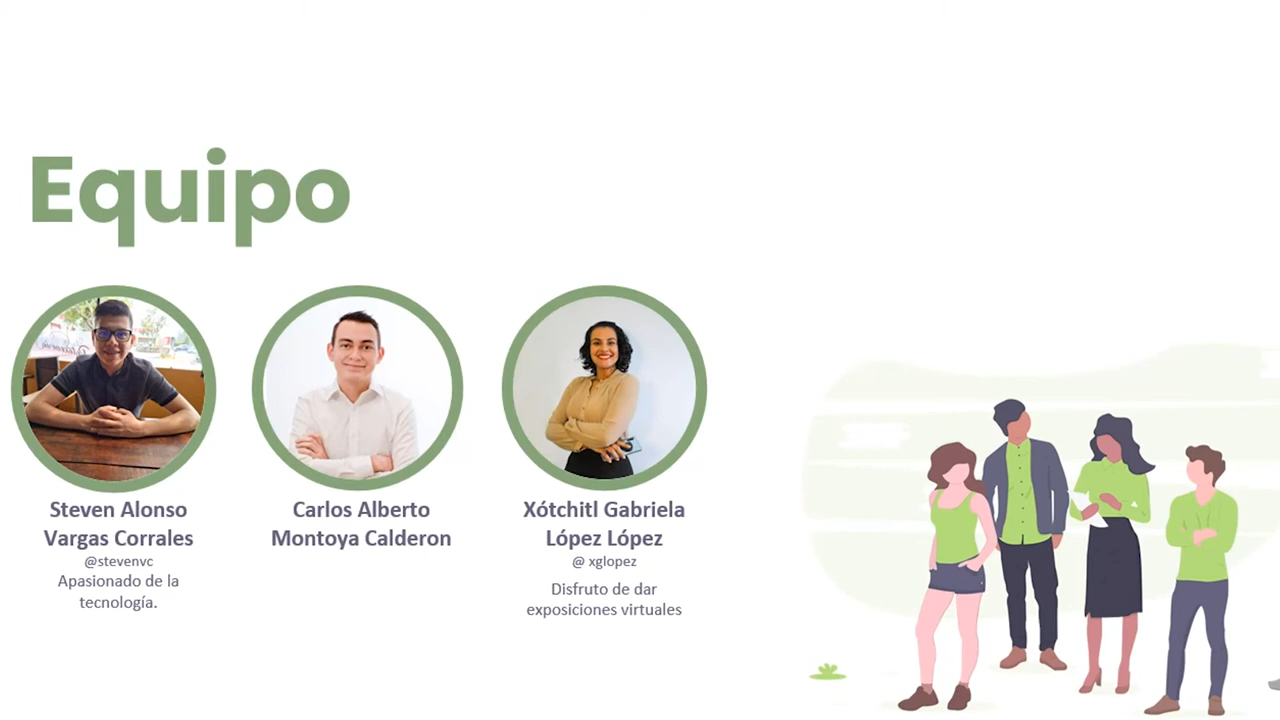 Equipo
Steven Alonso
Vargas Corrales
@stevenvc
Apasionado de la
tecnología.
Carlos Alberto
Montoya Calderon
Xótchitl Gabriela
López López
@ xglopez
Disfruto de dar
exposiciones virtuales